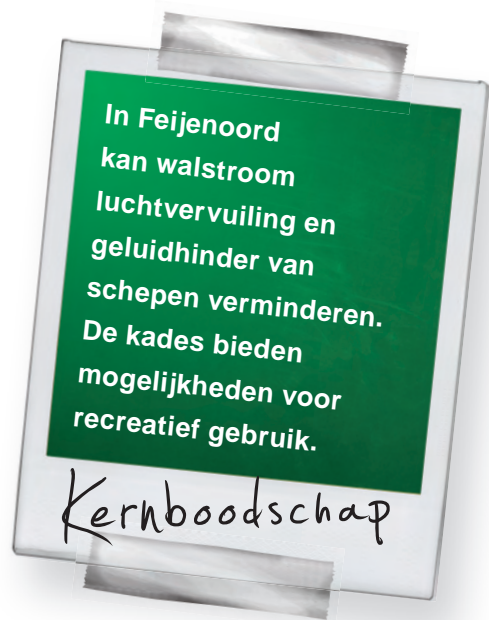 In Feijenoord
kan walstroom
luchtvervuiling en
geluidhinder van
schepen verminderen.
De kades bieden
mogelijkheden voor
recreatief gebruik.
Kernboodschap